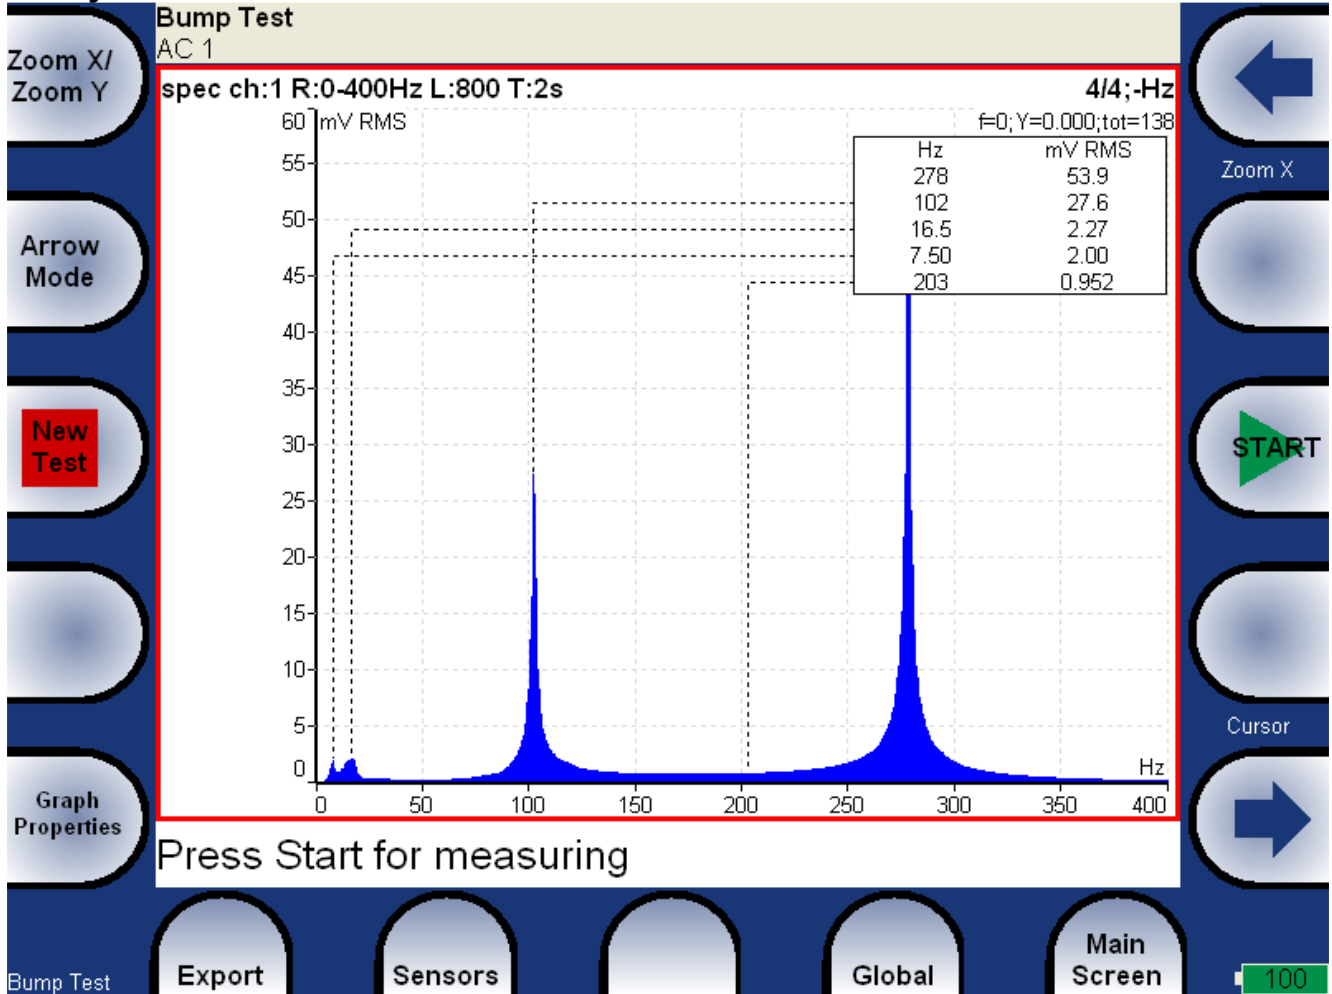 Bump Test
AC 1
Zoom X/
Zoom Y
spec ch:1 R:0-400Hz L:800 T:2s
4/4;-Hz
60
mV RMS
f=0;Y=0.000;tot=138
Hz mV RMS
278 53.9
102 27.6
16.5 2.27
7.50 2.00
203 0.952
55
50
45
40
35
30
25
20
15
10
5
0
Hz
0 50 100 150 200 250 300 350 400
Zoom X
Arrow
Mode
New
Test
START
Cursor
Graph
Properties
Press Start for measuring
Bump Test
Export
Sensors
Global
Main
Screen
100